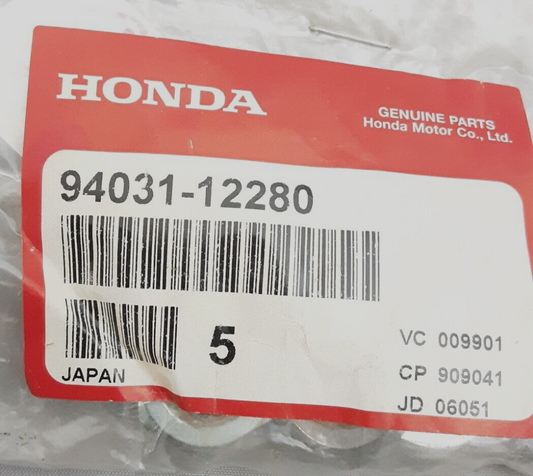 HONDA
GENUINE PARTS
Honda Motor Co., Ltd.
94031-12280
5
VC 009901
CP 909041
JAPAN
JD 06051